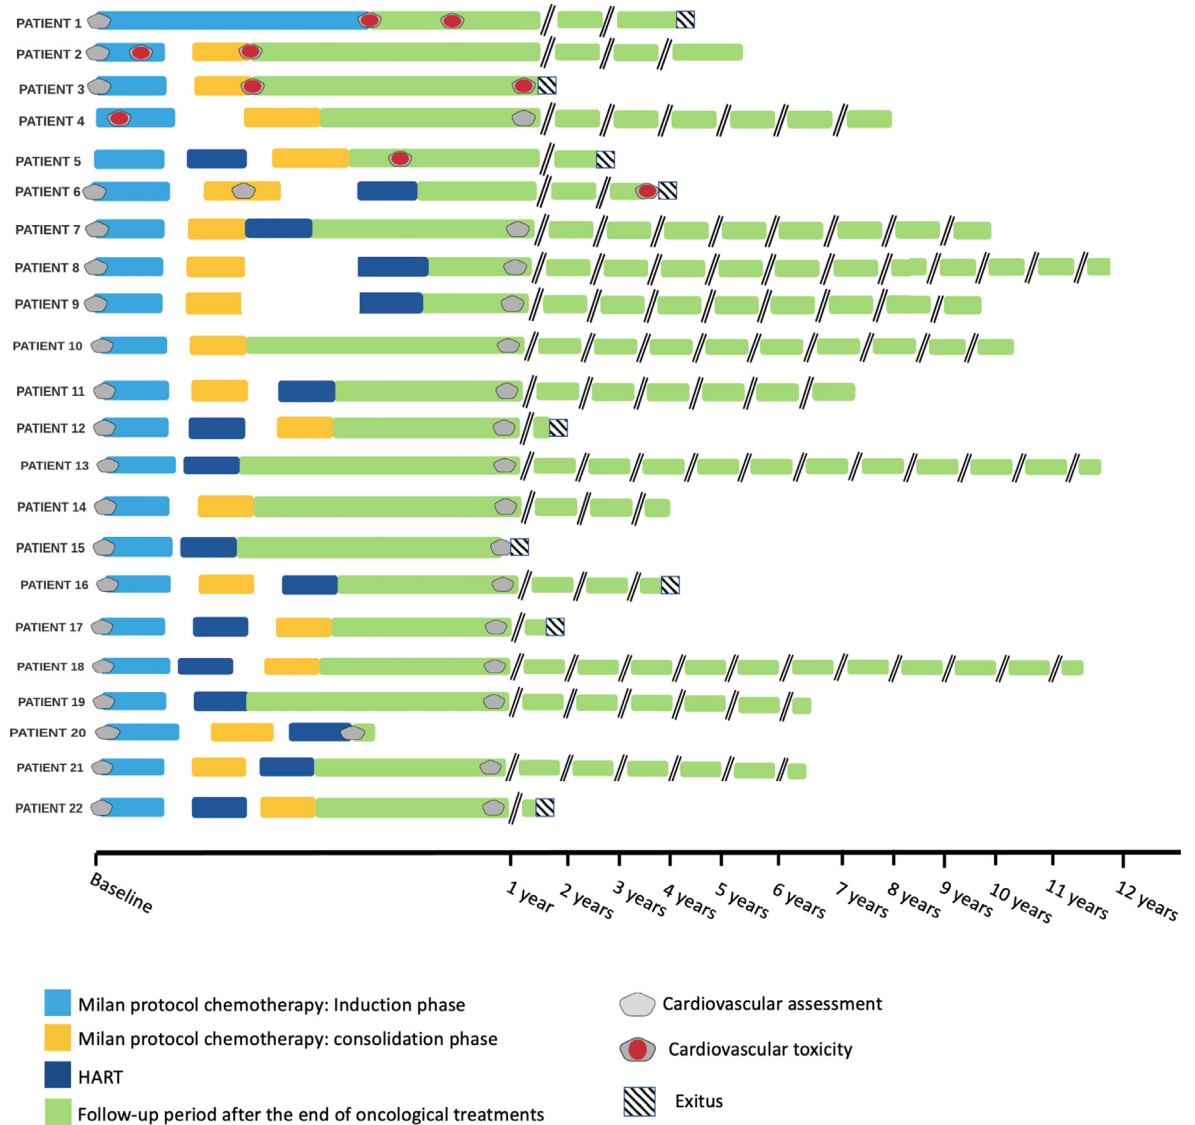 PATIENT 1
PATIENT 2
PATIENT 3
PATIENT 4
PATIENT 5
PATIENT 6
PATIENT 7
PATIENT 8
PATIENT 9
PATIENT 10
PATIENT 11
PATIENT 12
PATIENT 13
PATIENT 14
PATIENT 15
PATIENT 16
PATIENT 17
PATIENT 18
PATIENT 19
PATIENT 20
PATIENT 21
PATIENT 22
Baseline
1 year
2 years
3 years
4 years
5 years
6 years
7 years
8 years
9 years
10 years
11 years
12 years
Milan protocol chemotherapy: Induction phase
Milan protocol chemotherapy: consolidation phase
HART
Follow-up period after the end of oncological treatments
Cardiovascular assessment
Cardiovascular toxicity
Exitus